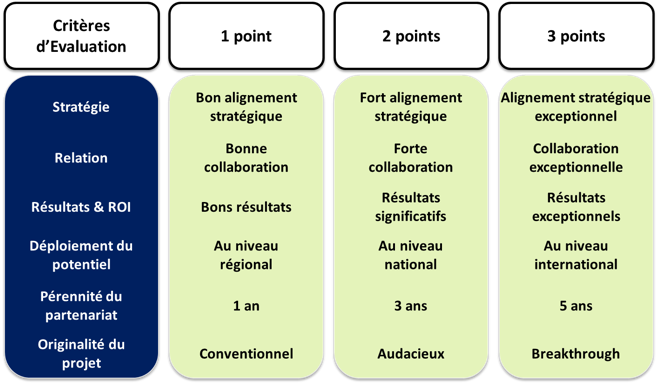 Critères
d’Evaluation
1 point
2 points
3 points
Stratégie
Bon alignement
stratégique
Fort alignement
stratégique
Alignement stratégique
exceptionnel
Relation
Bonne
collaboration
Forte
collaboration
Collaboration
exceptionnelle
Résultats & ROI
Bons résultats
Résultats
significatifs
Résultats
exceptionnels
Déploiement du
potentiel
Au niveau
régional
Au niveau
national
Au niveau
international
Pérennité du
partenariat
1 an
3 ans
5 ans
Originalité du
projet
Conventionnel
Audacieux
Breakthrough